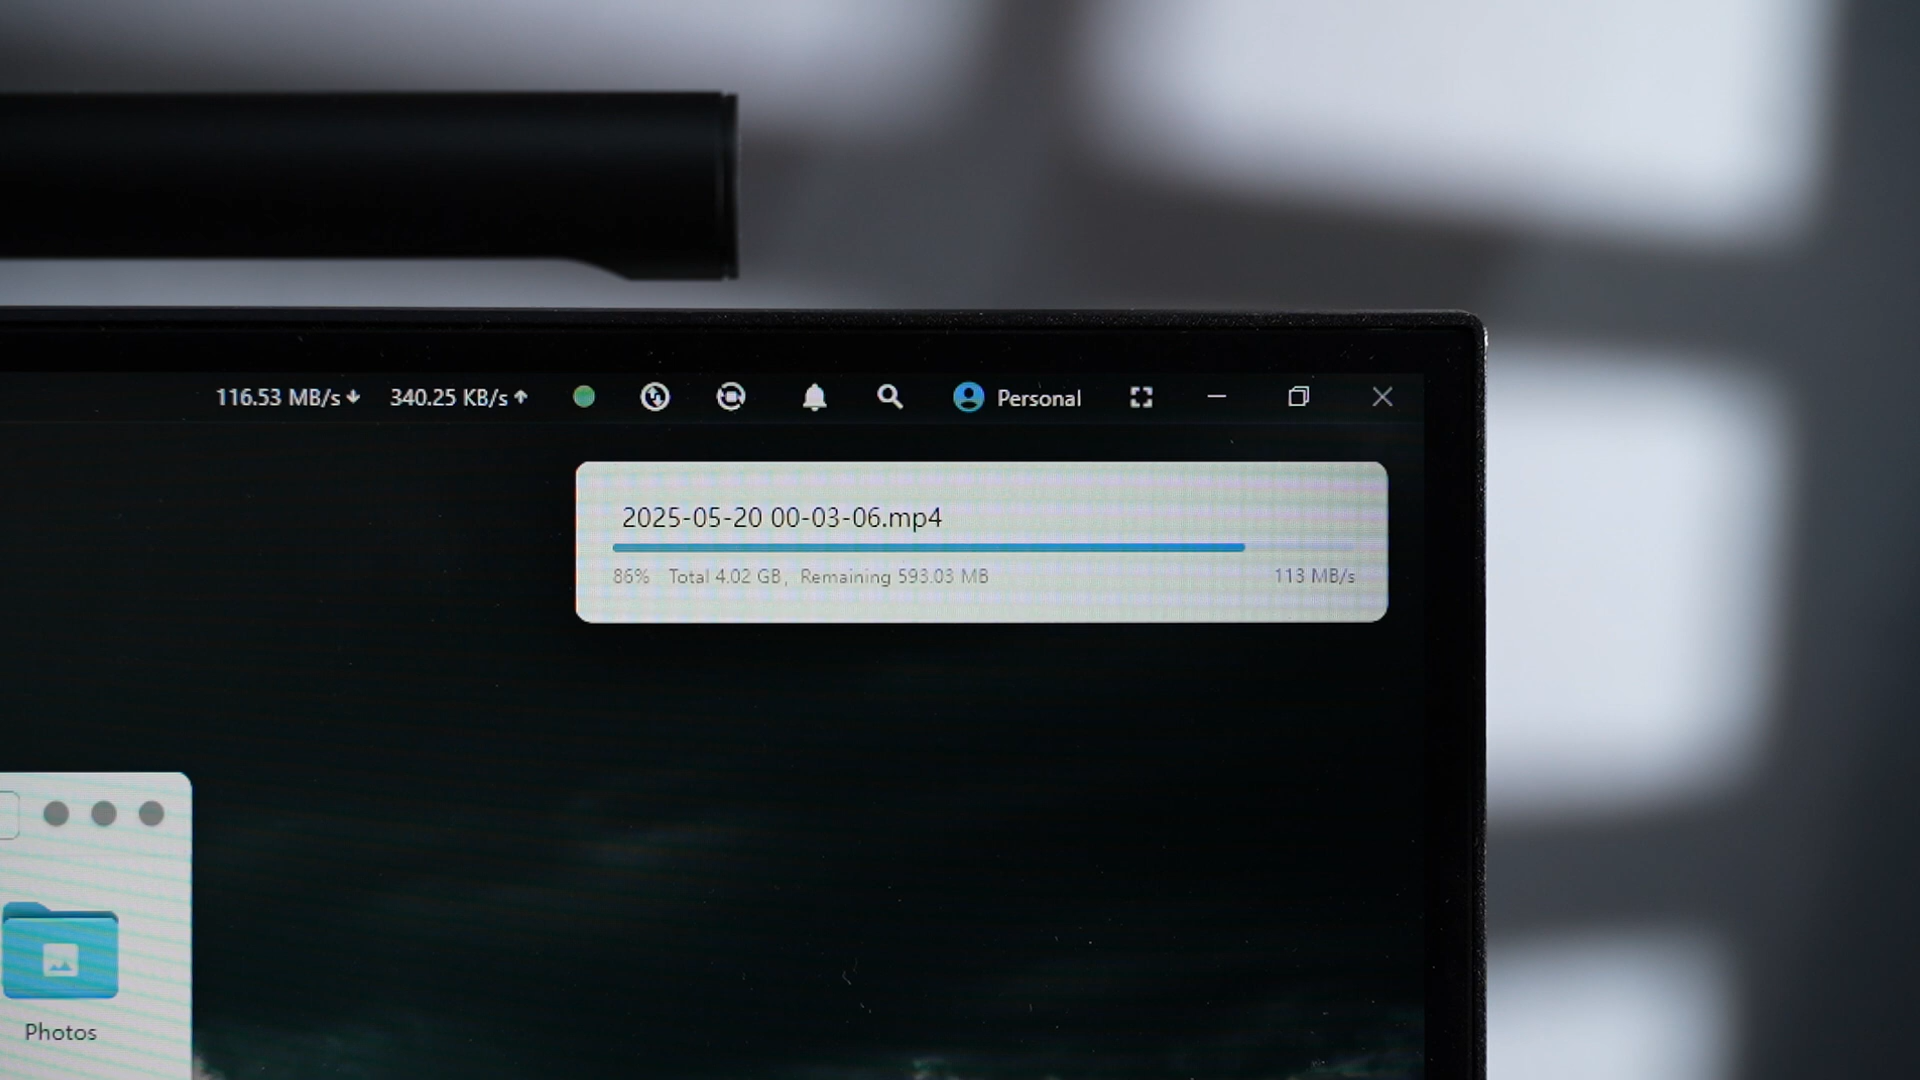 116.53 MB/s 340.25 KB/s Personal
2025-05-20 00-03-06.mp4
86% Total 4.02 GB, Remaining 593.03 MB 113 MB/s
Photos